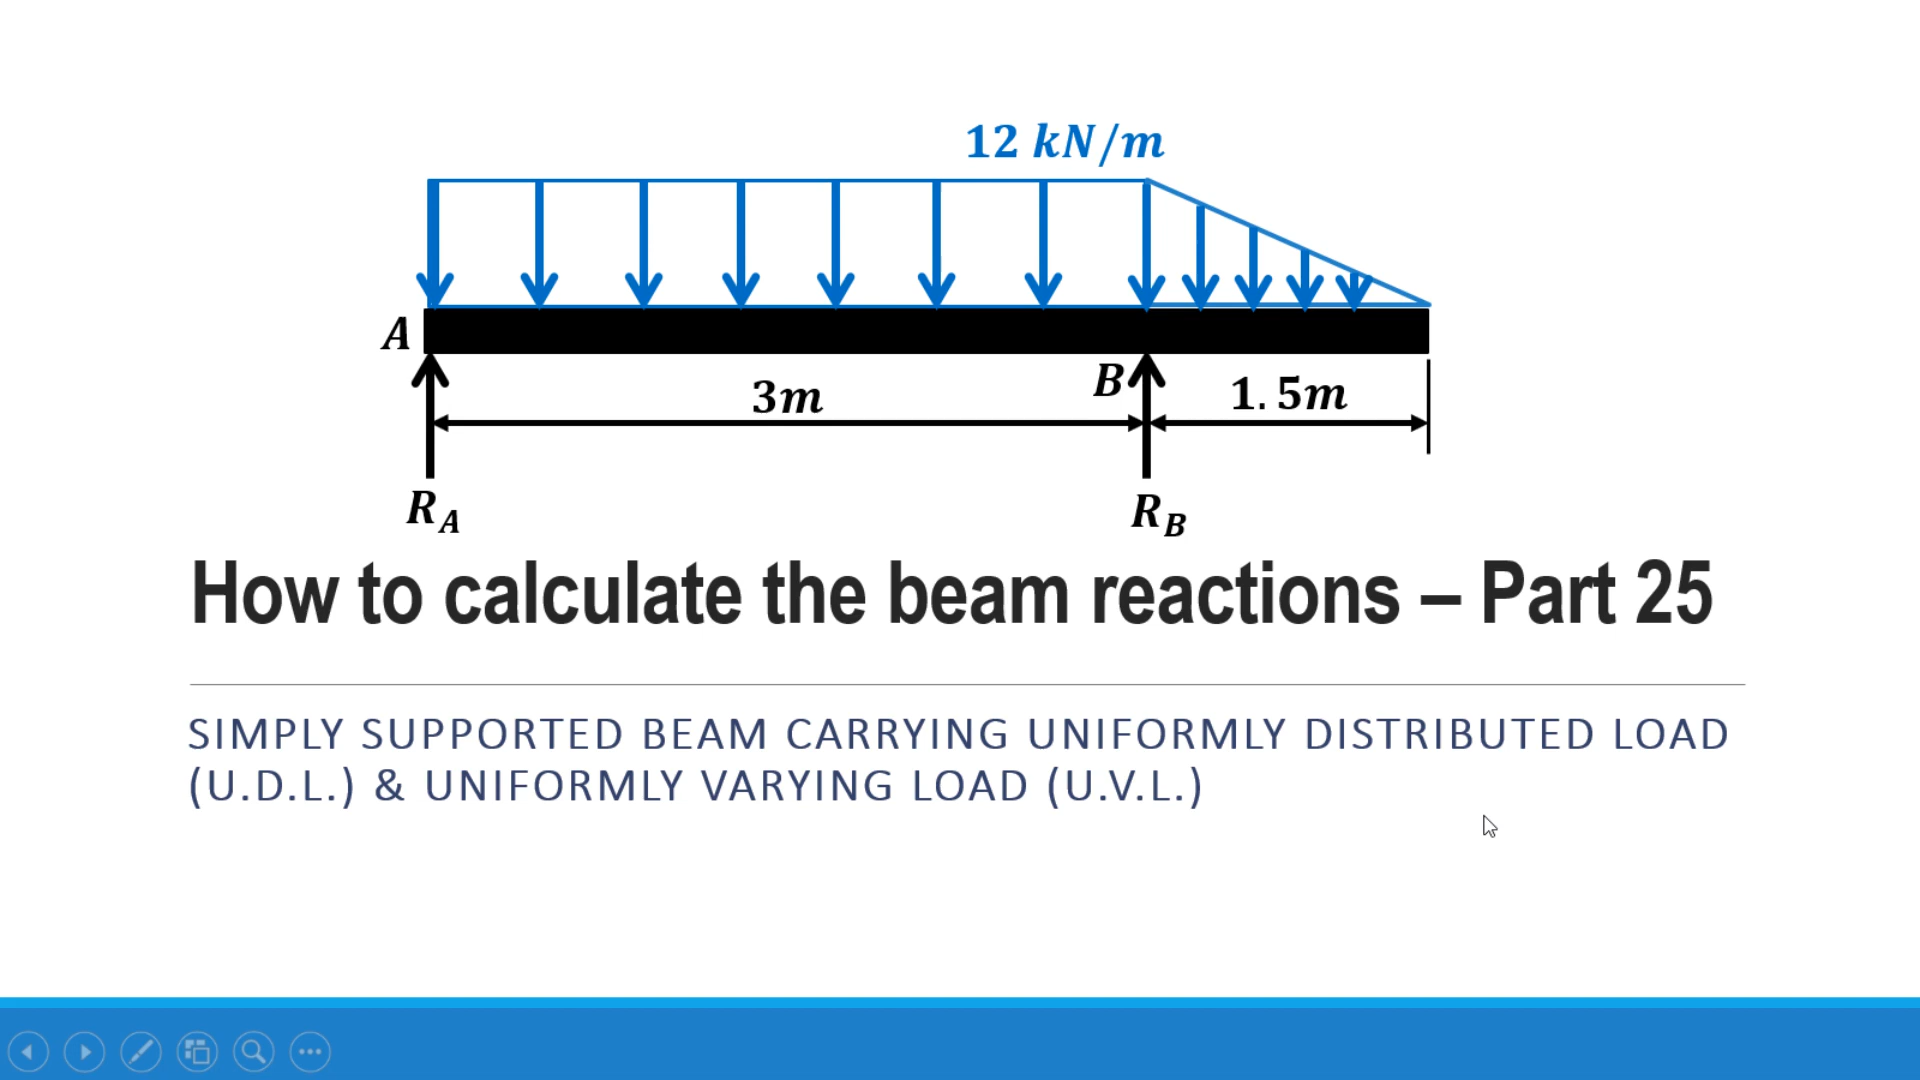 12 kN/m
A
3m
B
1.5m
R_A
R_B
How to calculate the beam reactions – Part 25
SIMPLY SUPPORTED BEAM CARRYING UNIFORMLY DISTRIBUTED LOAD
(U.D.L.) & UNIFORMLY VARYING LOAD (U.V.L.)